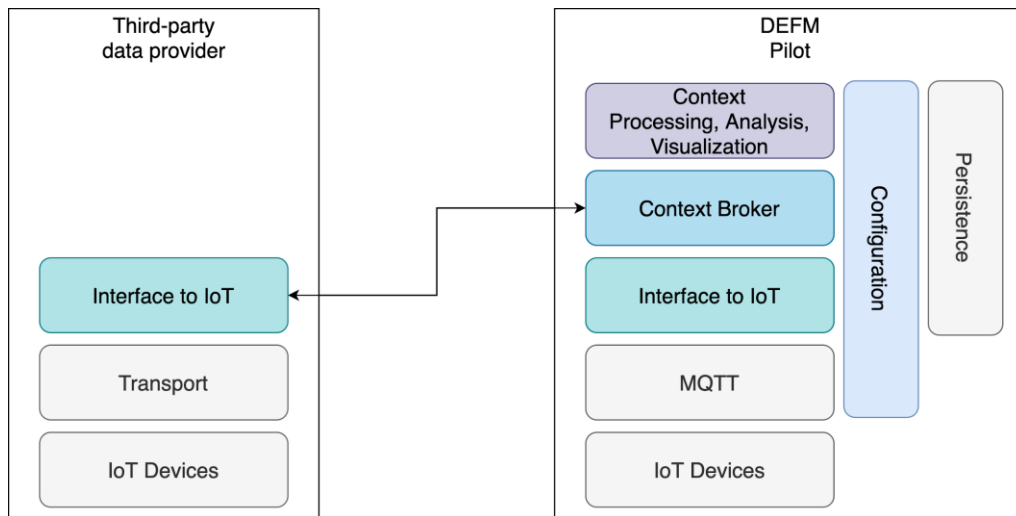 Third-party
data provider
Interface to IoT
Transport
IoT Devices
DEFM
Pilot
Context
Processing, Analysis,
Visualization
Context Broker
Interface to IoT
MQTT
IoT Devices
Configuration
Persistence